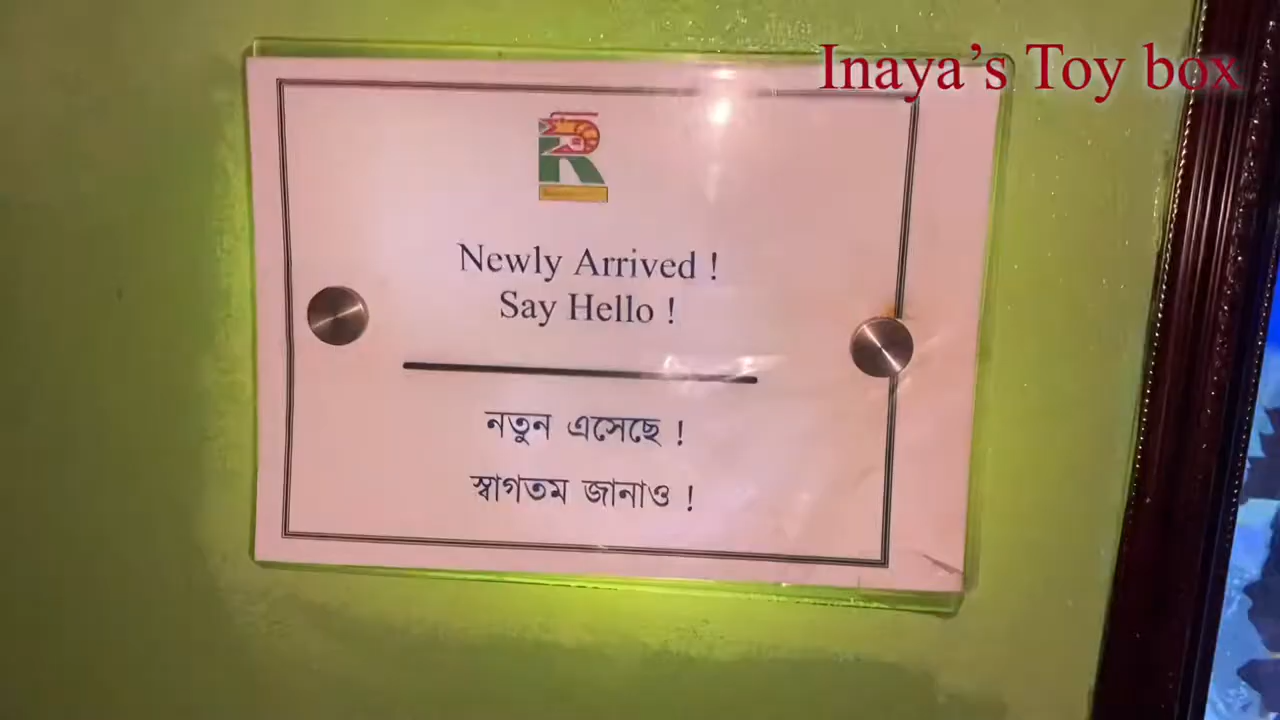 Inaya's Toy box
Newly Arrived !
Say Hello !
নতুন এসেছে !
স্বাগতম জানাও !